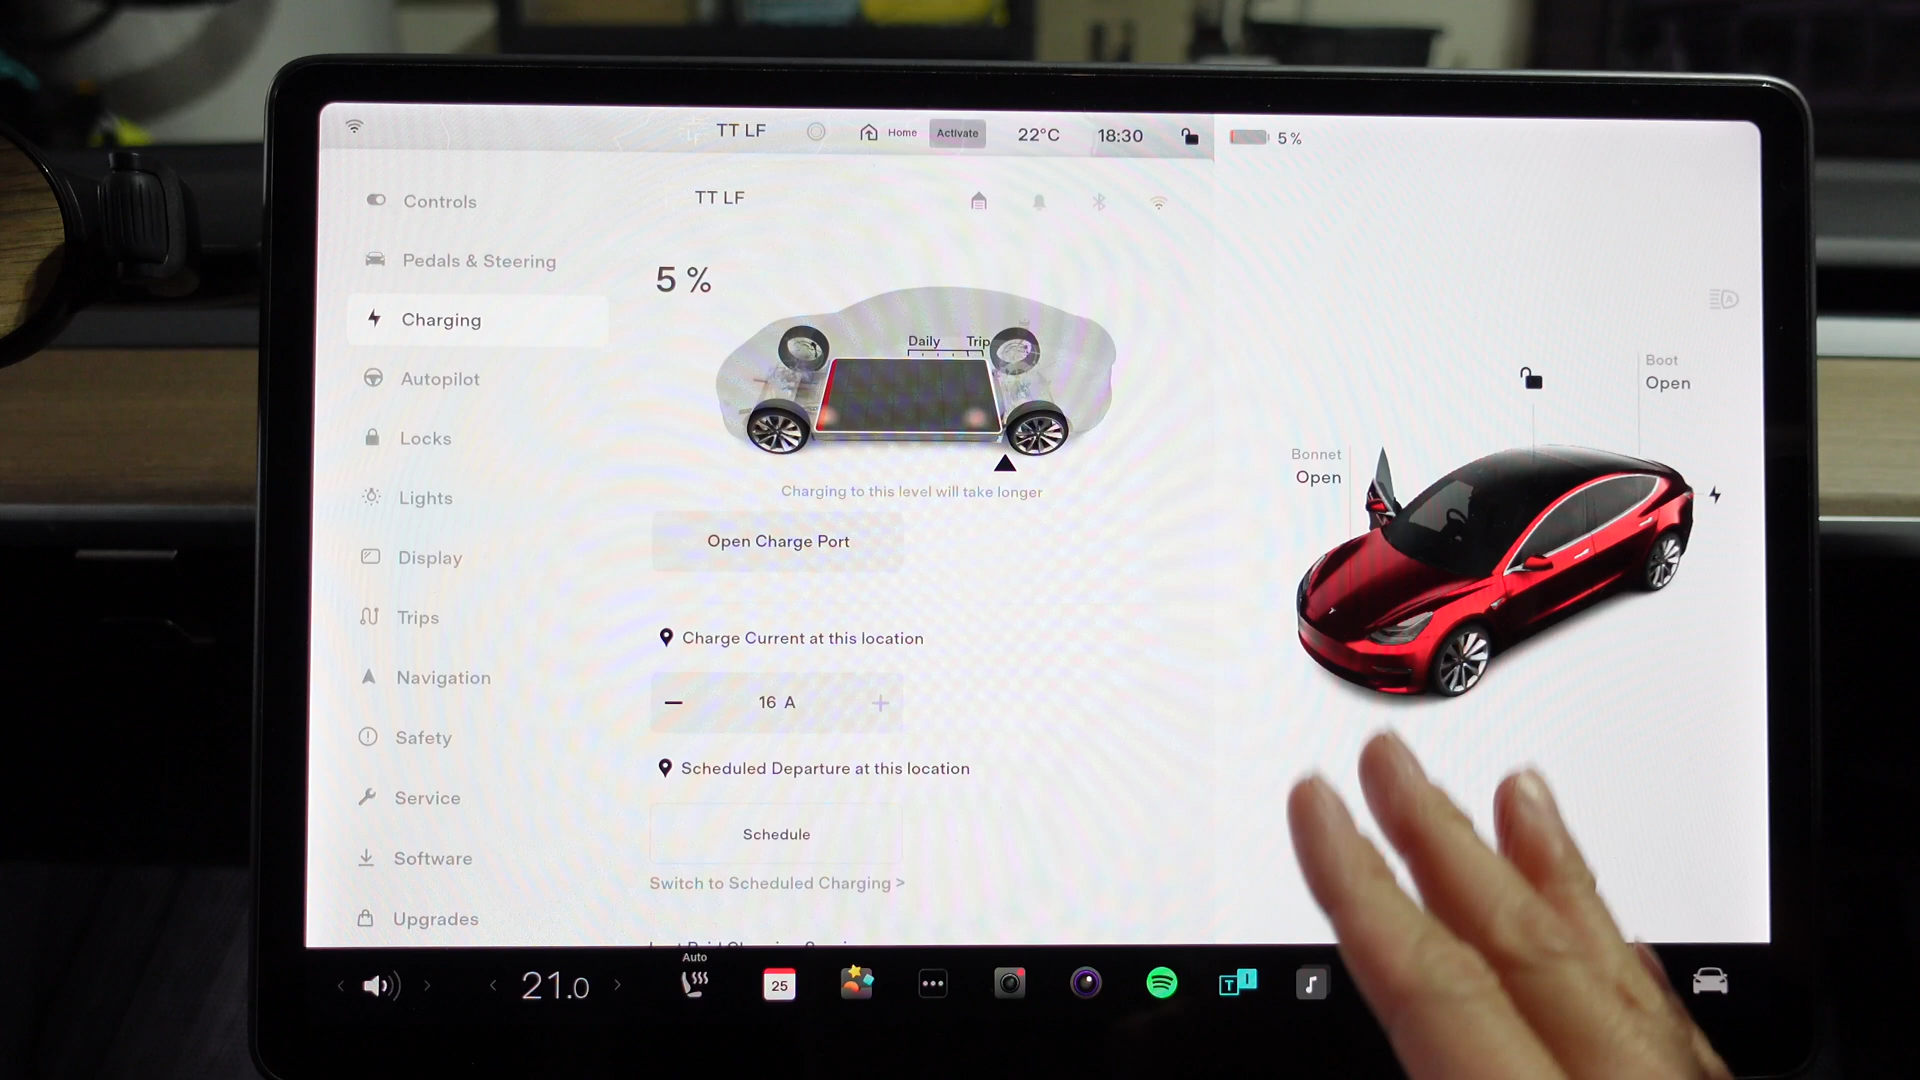 TT LF
Home
Activate
22°C
18:30
5 %
Controls
Pedals & Steering
Charging
Autopilot
Locks
Lights
Display
Trips
Navigation
Safety
Service
Software
Upgrades
TT LF
5 %
Daily
Trip
Charging to this level will take longer
Open Charge Port
Charge Current at this location
16 A
Scheduled Departure at this location
Schedule
Switch to Scheduled Charging >
Boot
Open
Bonnet
Open
21.0
Auto
25
T I